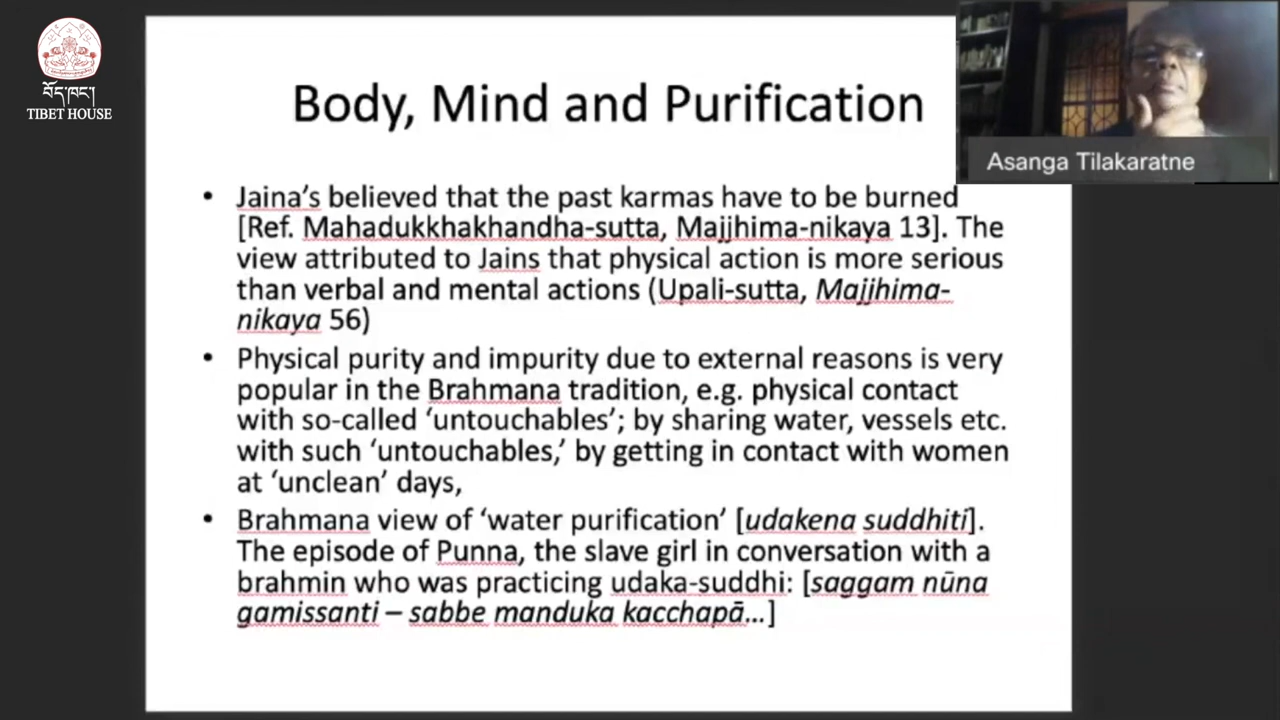 བོད་ཁང་།
TIBET HOUSE
Asanga Tilakaratne
Body, Mind and Purification
• Jaina's believed that the past karmas have to be burned
[Ref. Mahadukkhakhandha-sutta, Majjhima-nikaya 13]. The
view attributed to Jains that physical action is more serious
than verbal and mental actions (Upali-sutta, Majjhima-
nikaya 56)
• Physical purity and impurity due to external reasons is very
popular in the Brahmana tradition, e.g. physical contact
with so-called ‘untouchables’; by sharing water, vessels etc.
with such ‘untouchables,’ by getting in contact with women
at ‘unclean’ days,
• Brahmana view of ‘water purification’ [udakena suddhiti].
The episode of Punna, the slave girl in conversation with a
brahmin who was practicing udaka-suddhi: [saggam nūna
gamissanti – sabbe manduka kacchapā...]